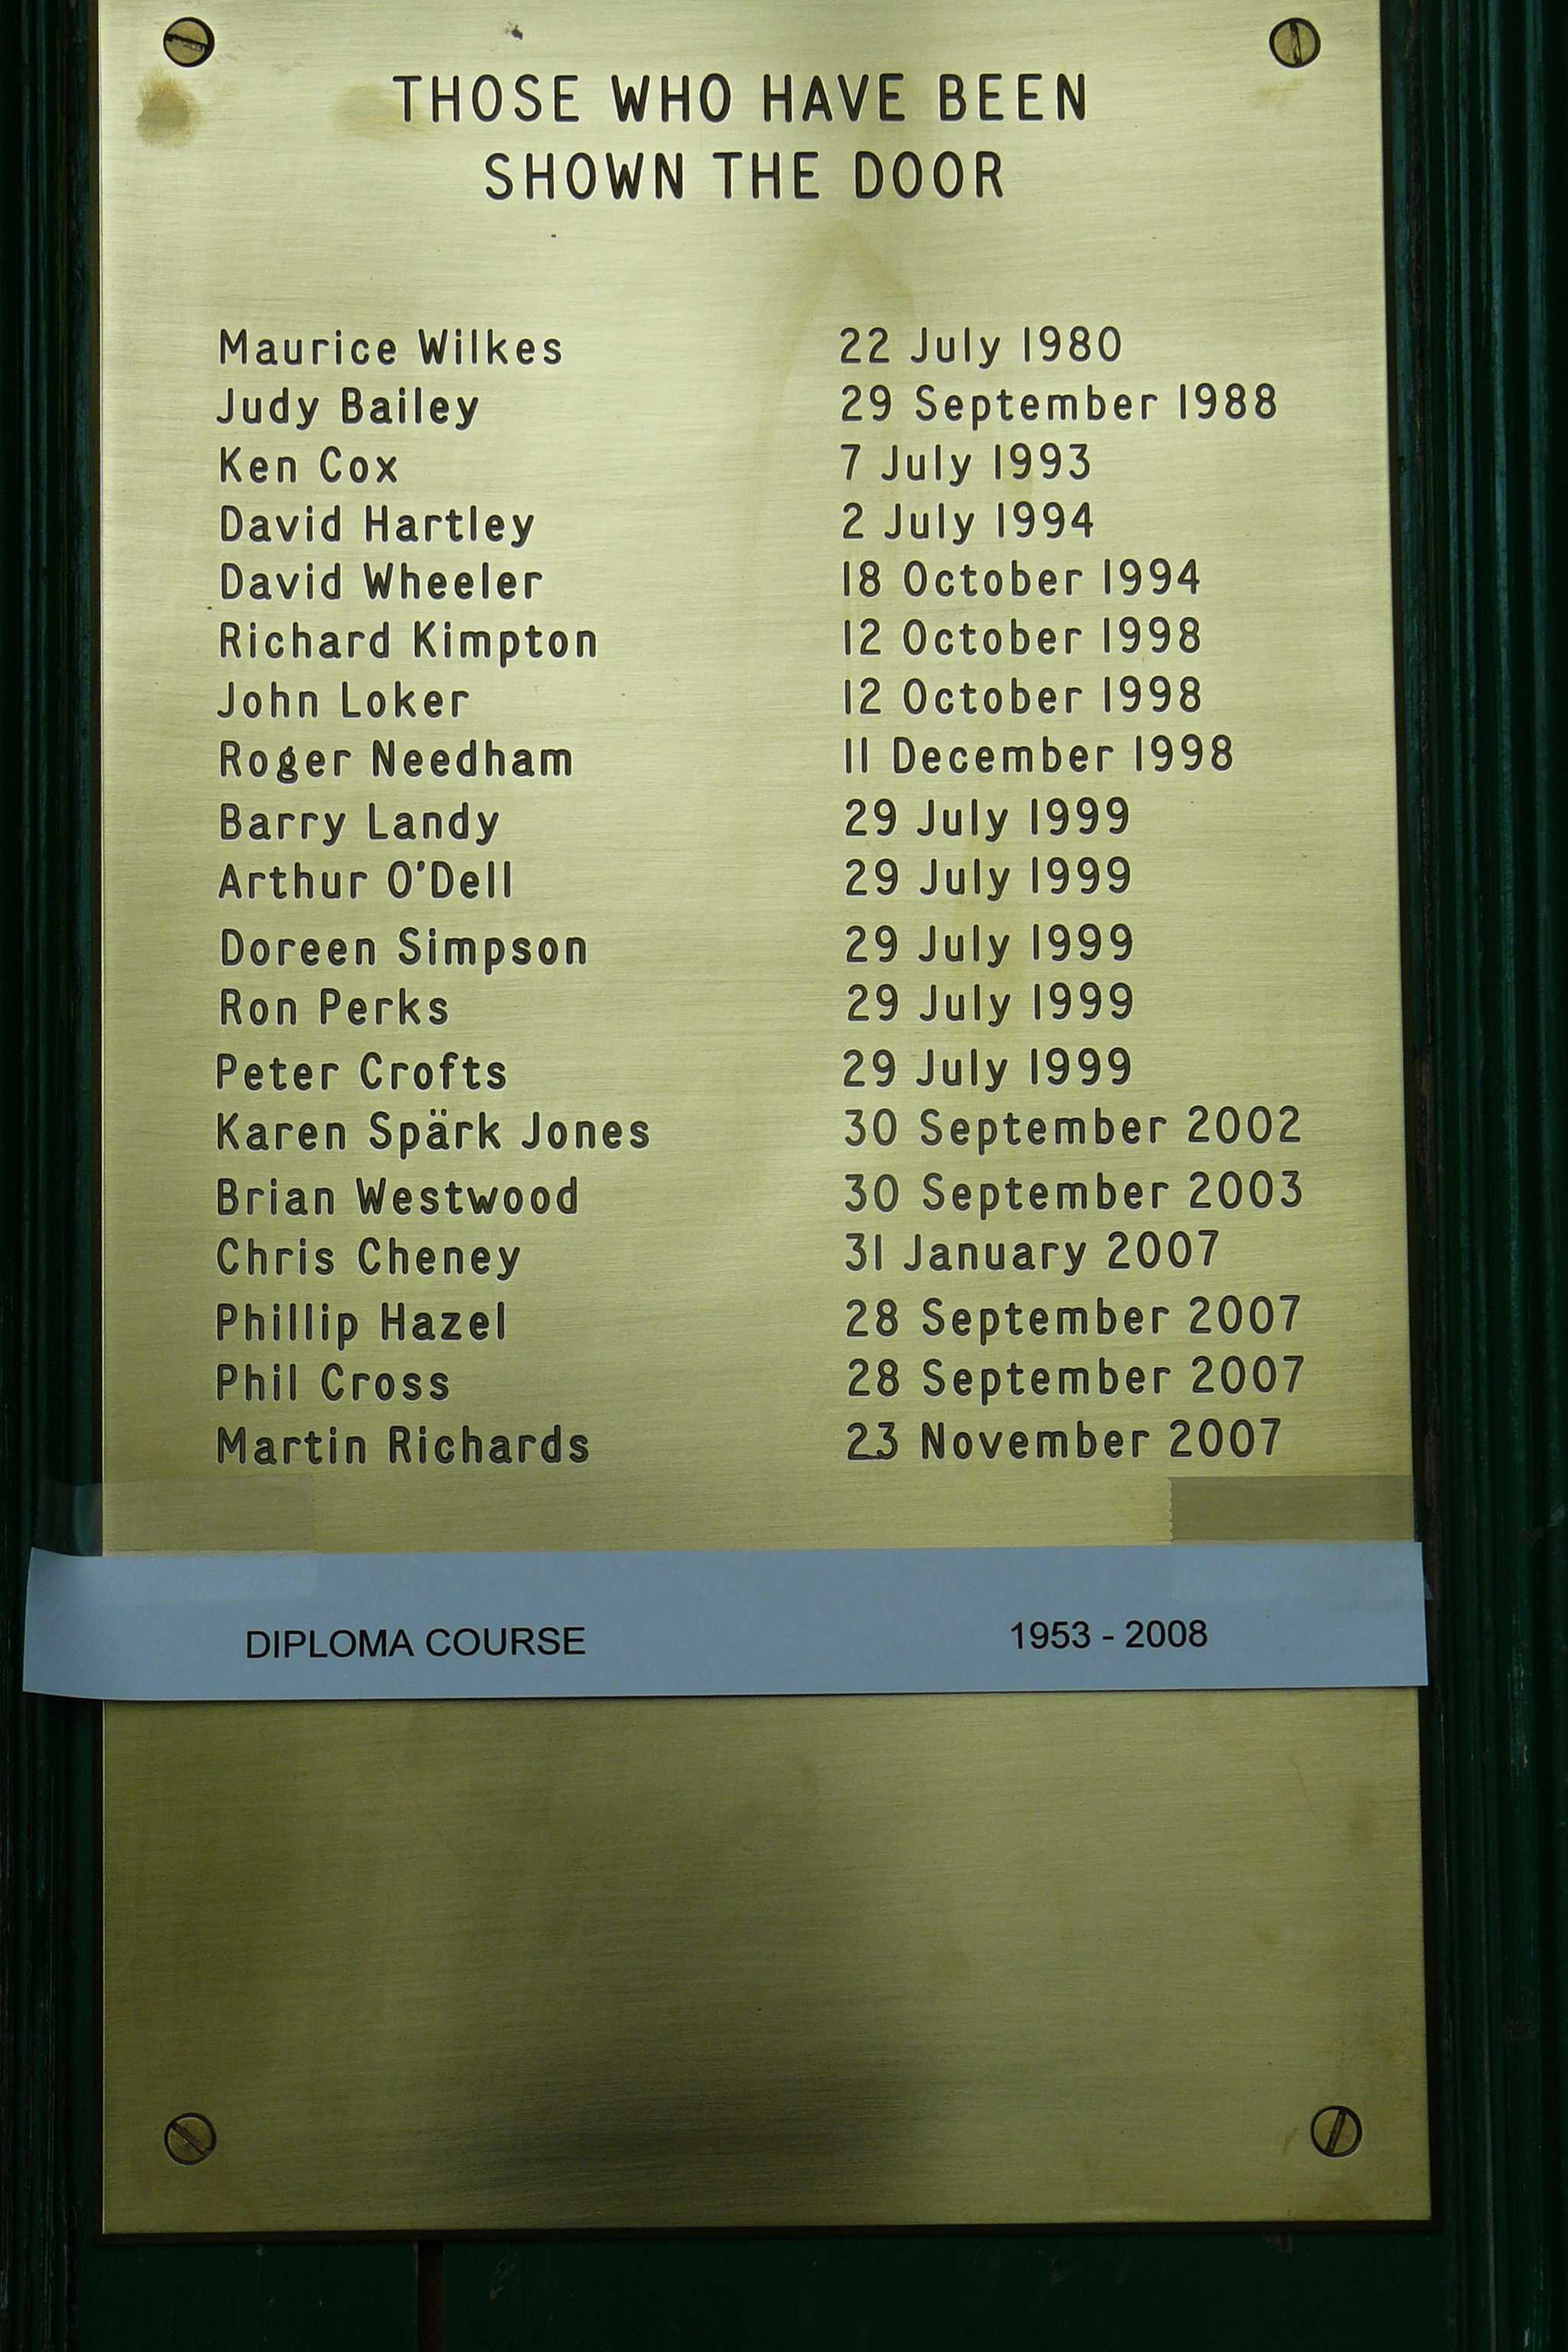 THOSE WHO HAVE BEEN
SHOWN THE DOOR
Maurice Wilkes 22 July 1980
Judy Bailey 29 September 1988
Ken Cox 7 July 1993
David Hartley 2 July 1994
David Wheeler 18 October 1994
Richard Kimpton 12 October 1998
John Loker 12 October 1998
Roger Needham 11 December 1998
Barry Landy 29 July 1999
Arthur O'Dell 29 July 1999
Doreen Simpson 29 July 1999
Ron Perks 29 July 1999
Peter Crofts 29 July 1999
Karen Spärk Jones 30 September 2002
Brian Westwood 30 September 2003
Chris Cheney 31 January 2007
Phillip Hazel 28 September 2007
Phil Cross 28 September 2007
Martin Richards 23 November 2007
DIPLOMA COURSE 1953 - 2008